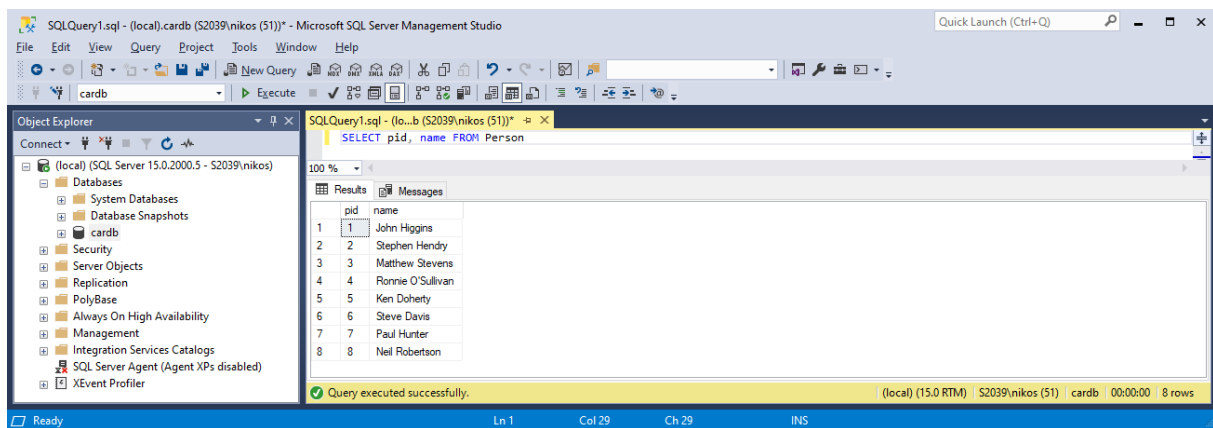 SQLQuery1.sql - (local).cardb (S2039\nikos (51))* - Microsoft SQL Server Management Studio
Quick Launch (Ctrl+Q)
File Edit View Query Project Tools Window Help
New Query MDX DMX XMLA DAX
cardb Execute
Object Explorer
Connect
(local) (SQL Server 15.0.2000.5 - S2039\nikos)
Databases
System Databases
Database Snapshots
cardb
Security
Server Objects
Replication
PolyBase
Always On High Availability
Management
Integration Services Catalogs
SQL Server Agent (Agent XPs disabled)
XEvent Profiler
SQLQuery1.sql - (lo...b (S2039\nikos (51))*
SELECT pid, name FROM Person
100 %
Results Messages
pid name
1 1 John Higgins
2 2 Stephen Hendry
3 3 Matthew Stevens
4 4 Ronnie O'Sullivan
5 5 Ken Doherty
6 6 Steve Davis
7 7 Paul Hunter
8 8 Neil Robertson
Query executed successfully. (local) (15.0 RTM) S2039\nikos (51) cardb 00:00:00 8 rows
Ready Ln 1 Col 29 Ch 29 INS